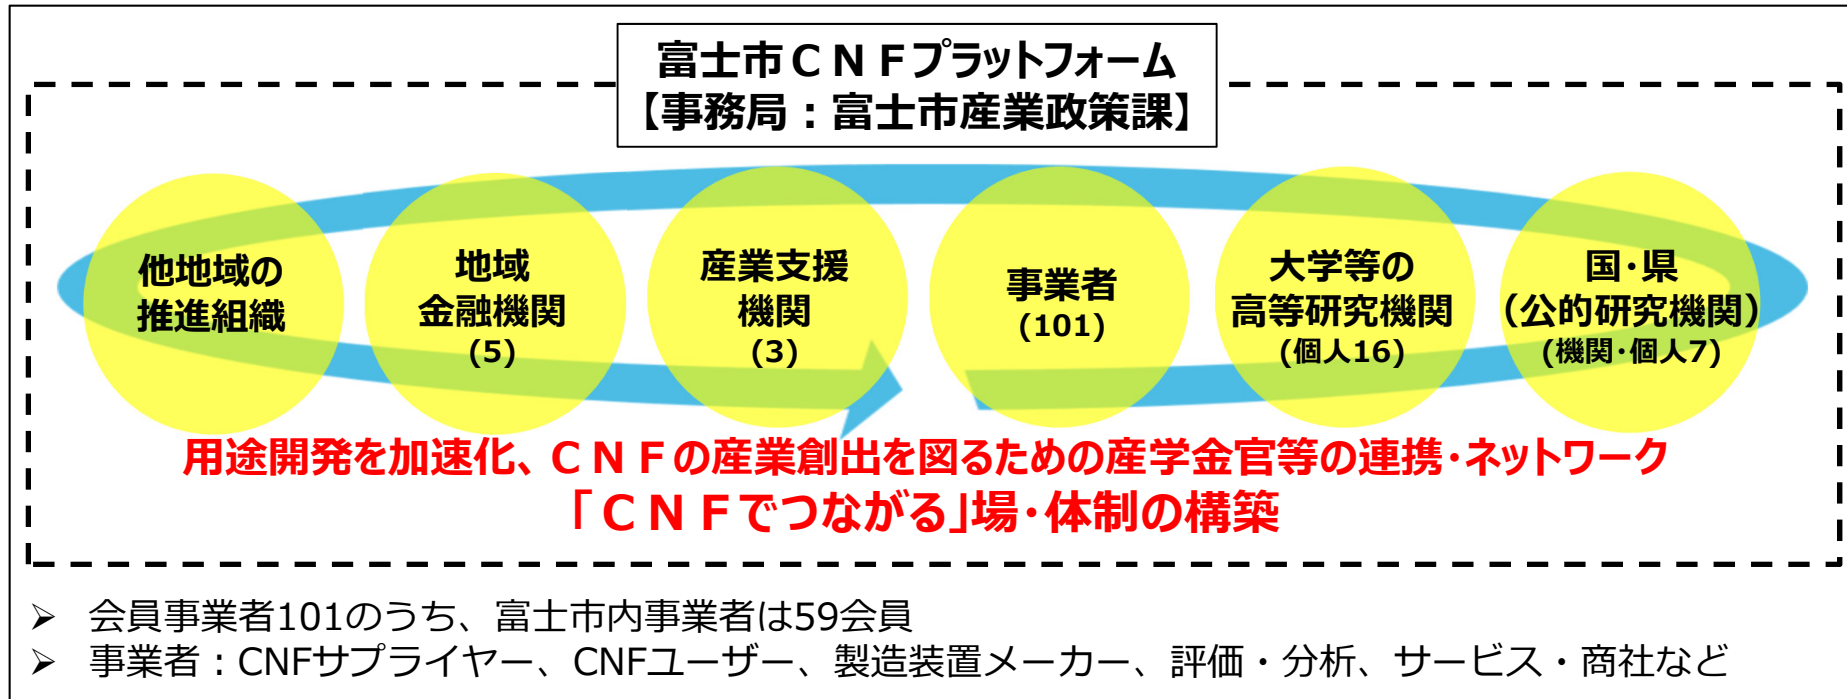 富士市ＣＮＦプラットフォーム
【事務局：富士市産業政策課】
他地域の
推進組織
地域
金融機関
(5)
産業支援
機関
(3)
事業者
(101)
大学等の
高等研究機関
(個人16)
国･県
（公的研究機関）
(機関･個人7)
用途開発を加速化、ＣＮＦの産業創出を図るための産学金官等の連携･ネットワーク
「ＣＮＦでつながる」場･体制の構築
➢ 会員事業者101のうち、富士市内事業者は59会員
➢ 事業者：CNFサプライヤー、CNFユーザー、製造装置メーカー、評価・分析、サービス・商社など